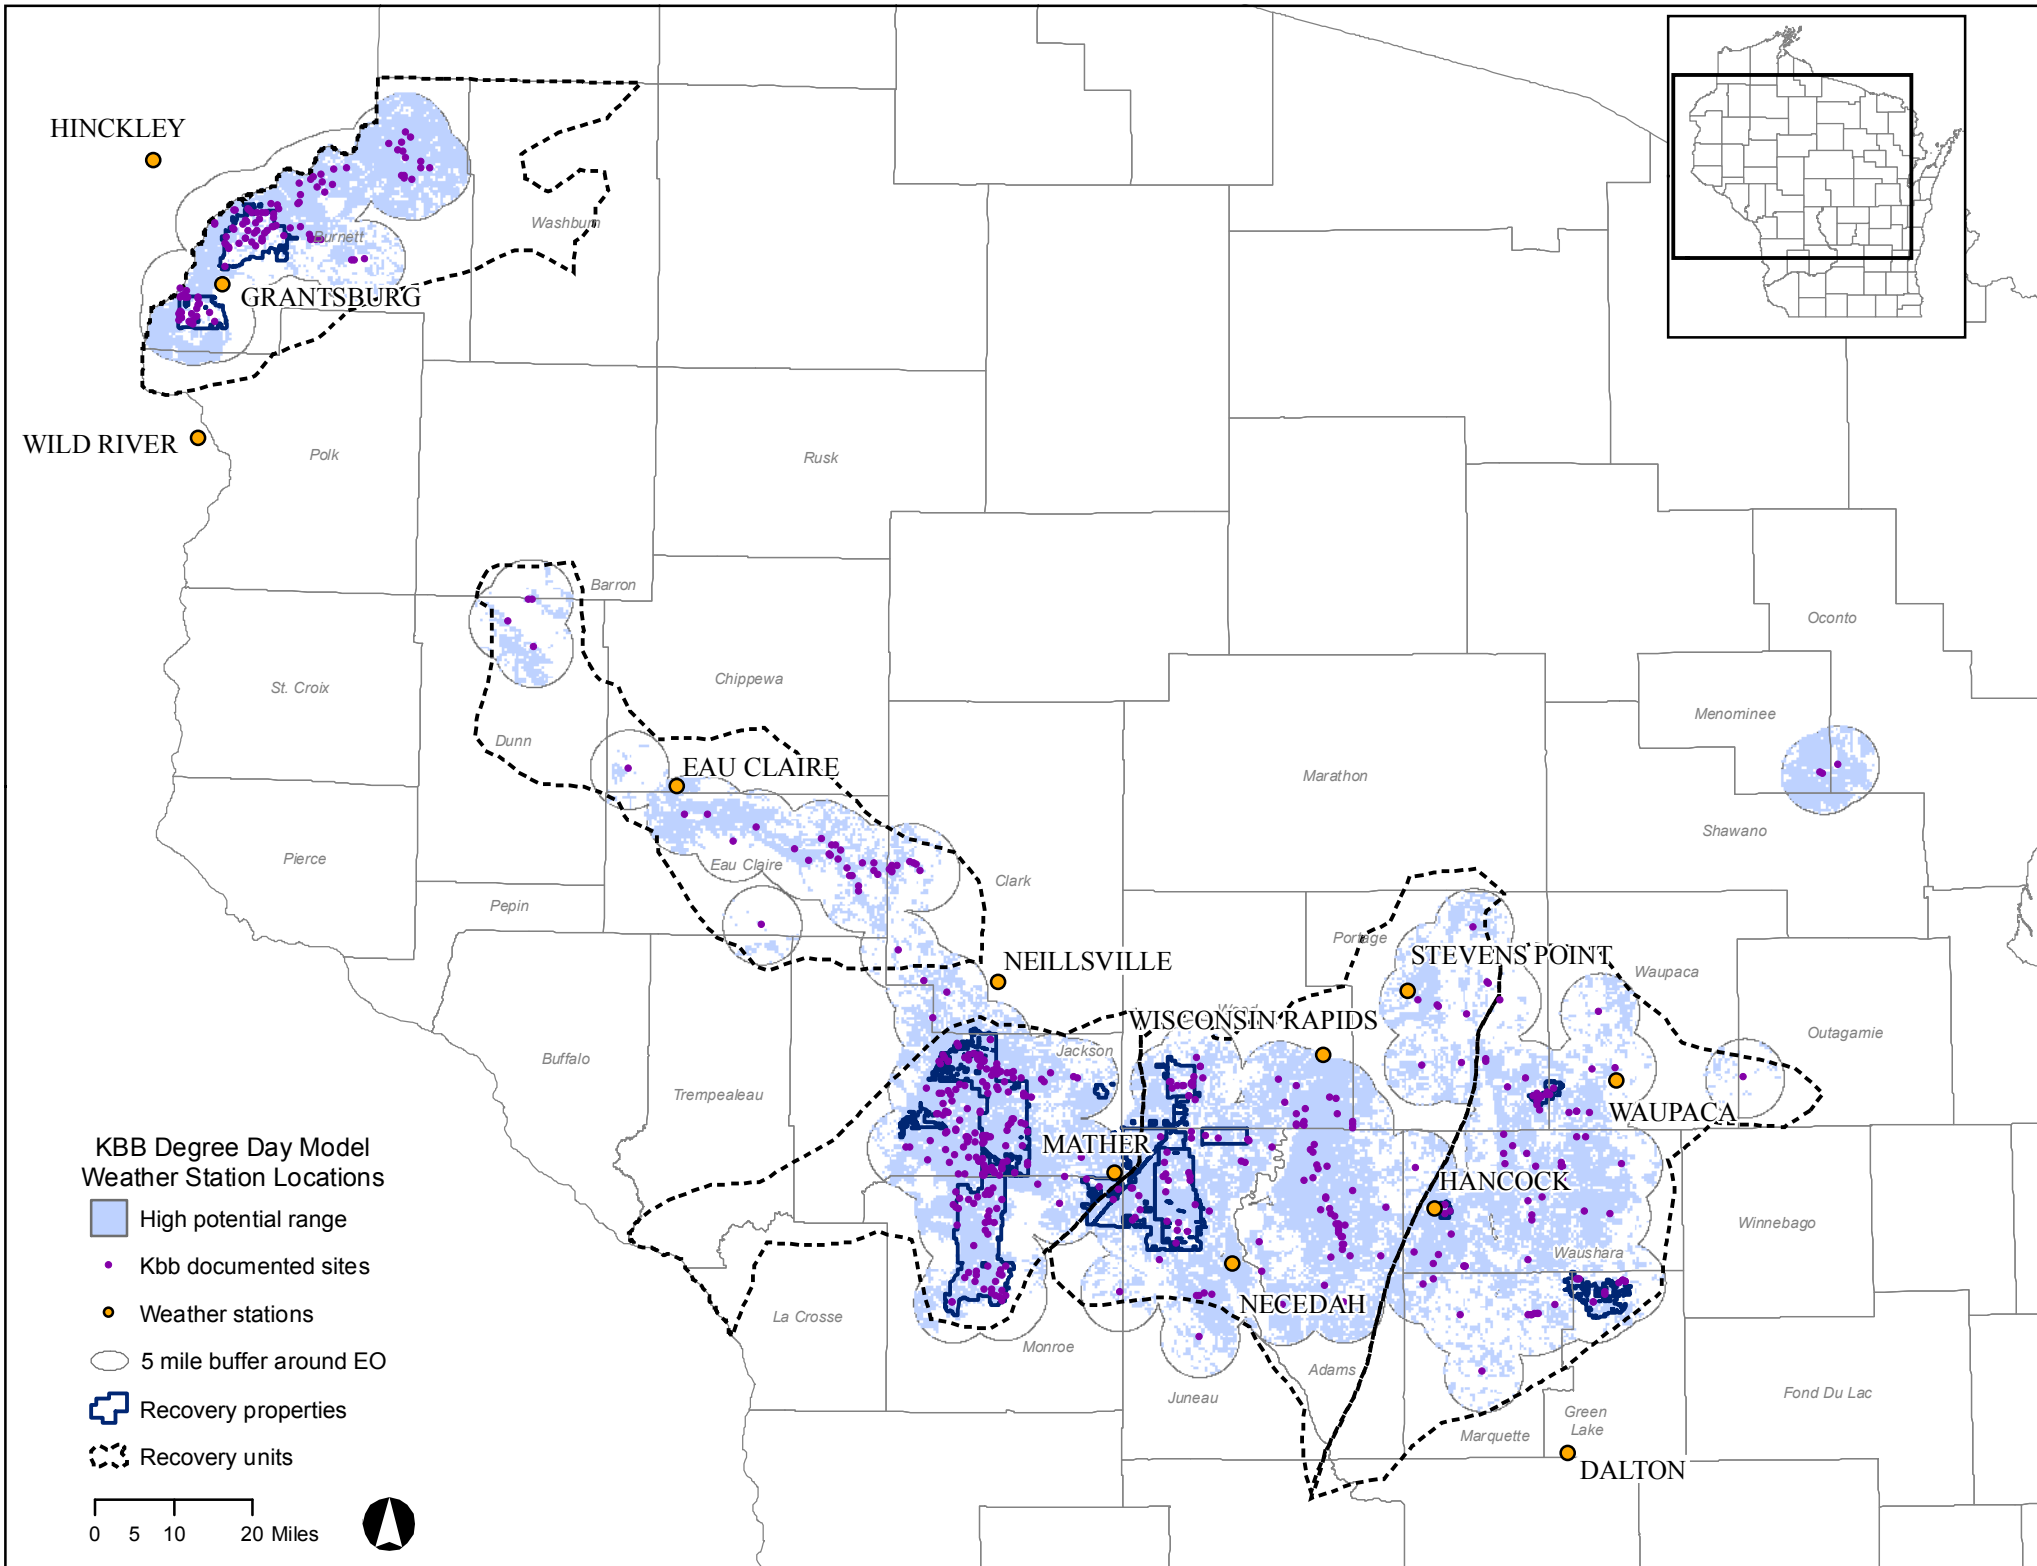 HINCKLEY
Washburn
Burnett
GRANTSBURG
WILD RIVER
Polk
Rusk
Barron
Oconto
St. Croix
Chippewa
Menominee
Dunn
EAU CLAIRE
Marathon
Shawano
Pierce
Eau Claire
Clark
Pepin
Portage
STEVENS POINT
NEILLSVILLE
Waupaca
Wood
WISCONSIN RAPIDS
Outagamie
Buffalo
Jackson
Trempealeau
WAUPACA
MATHER
HANCOCK
Winnebago
Waushara
NECEDAH
La Crosse
Monroe
Adams
Juneau
Fond Du Lac
Green
Lake
Marquette
DALTON
KBB Degree Day Model
Weather Station Locations
High potential range
Kbb documented sites
Weather stations
5 mile buffer around EO
Recovery properties
Recovery units
0 5 10 20 Miles